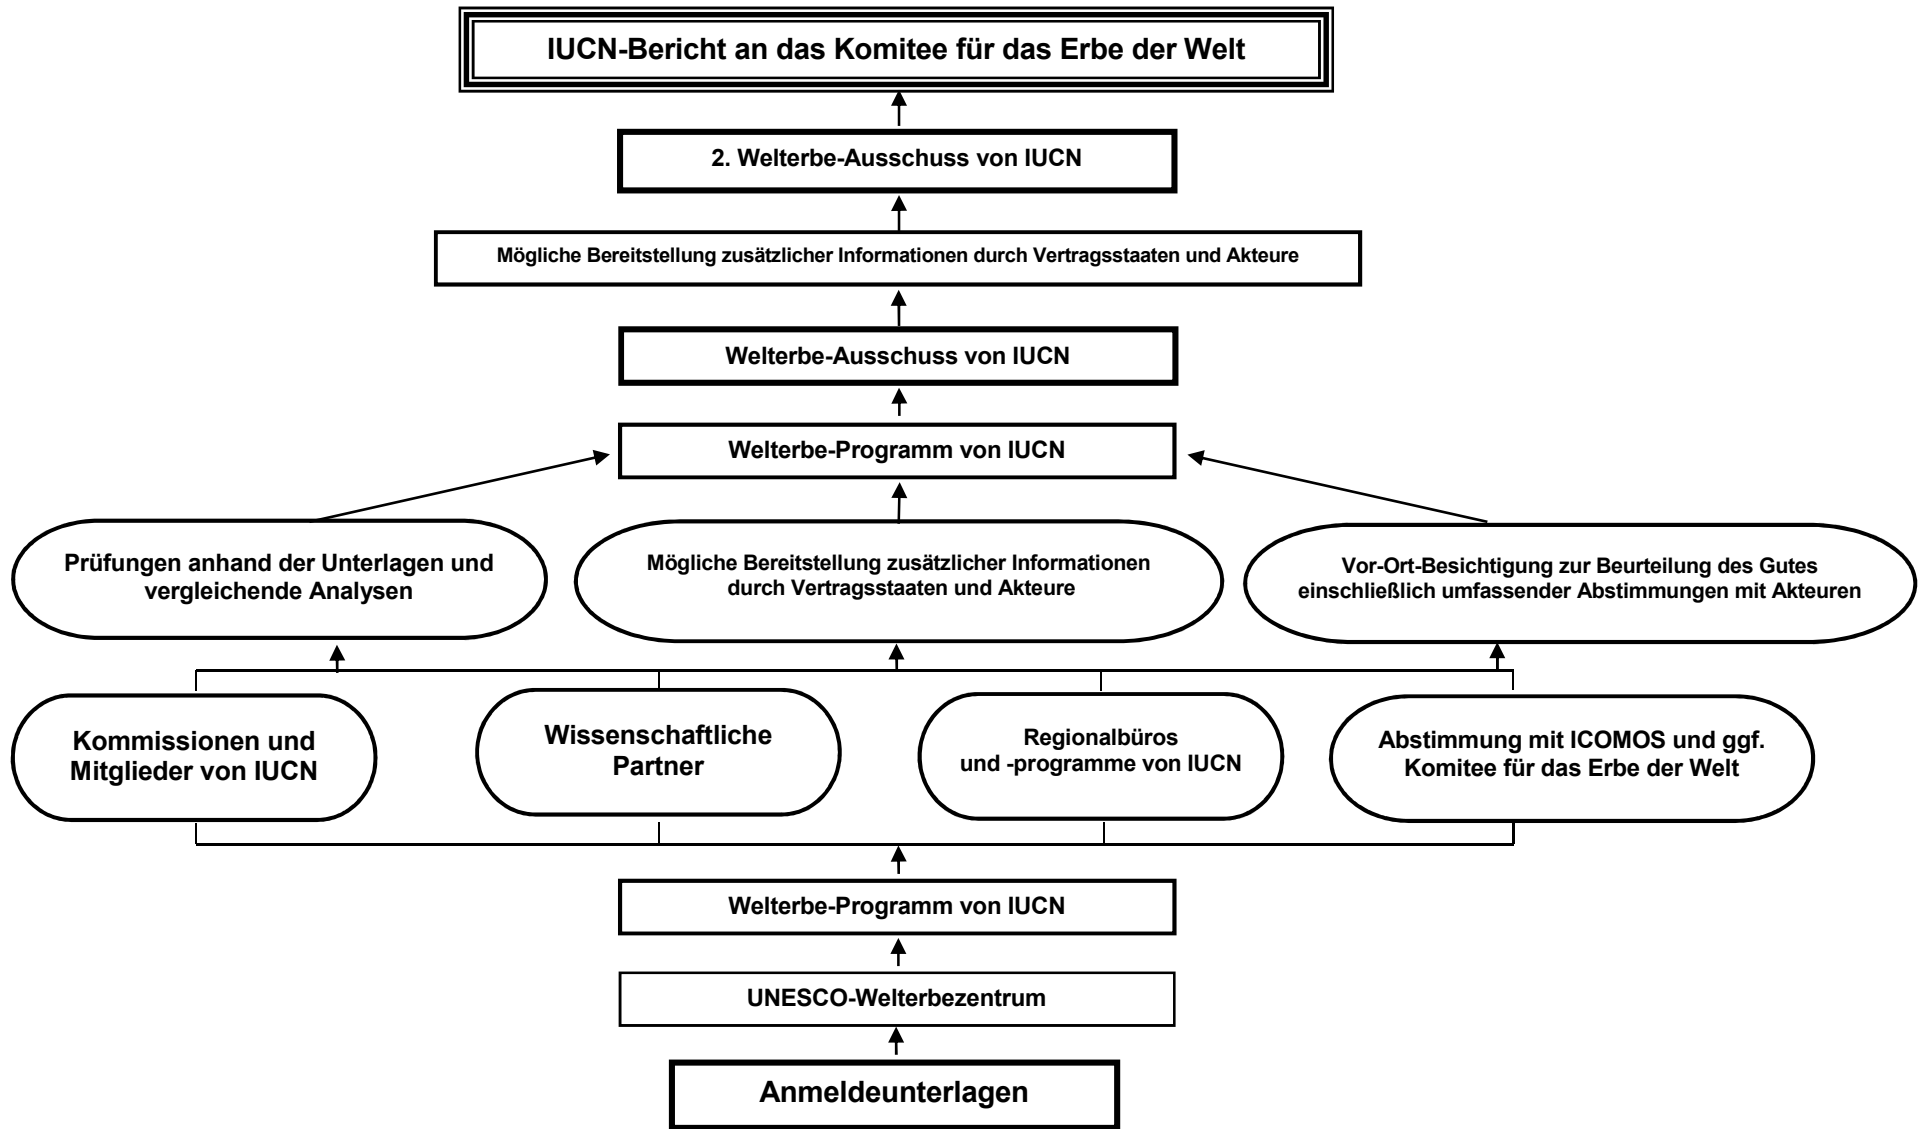 IUCN-Bericht an das Komitee für das Erbe der Welt
2. Welterbe-Ausschuss von IUCN
Mögliche Bereitstellung zusätzlicher Informationen durch Vertragsstaaten und Akteure
Welterbe-Ausschuss von IUCN
Welterbe-Programm von IUCN
Prüfungen anhand der Unterlagen und
vergleichende Analysen
Mögliche Bereitstellung zusätzlicher Informationen
durch Vertragsstaaten und Akteure
Vor-Ort-Besichtigung zur Beurteilung des Gutes
einschließlich umfassender Abstimmungen mit Akteuren
Kommissionen und
Mitglieder von IUCN
Wissenschaftliche
Partner
Regionalbüros
und -programme von IUCN
Abstimmung mit ICOMOS und ggf.
Komitee für das Erbe der Welt
Welterbe-Programm von IUCN
UNESCO-Welterbezentrum
Anmeldeunterlagen